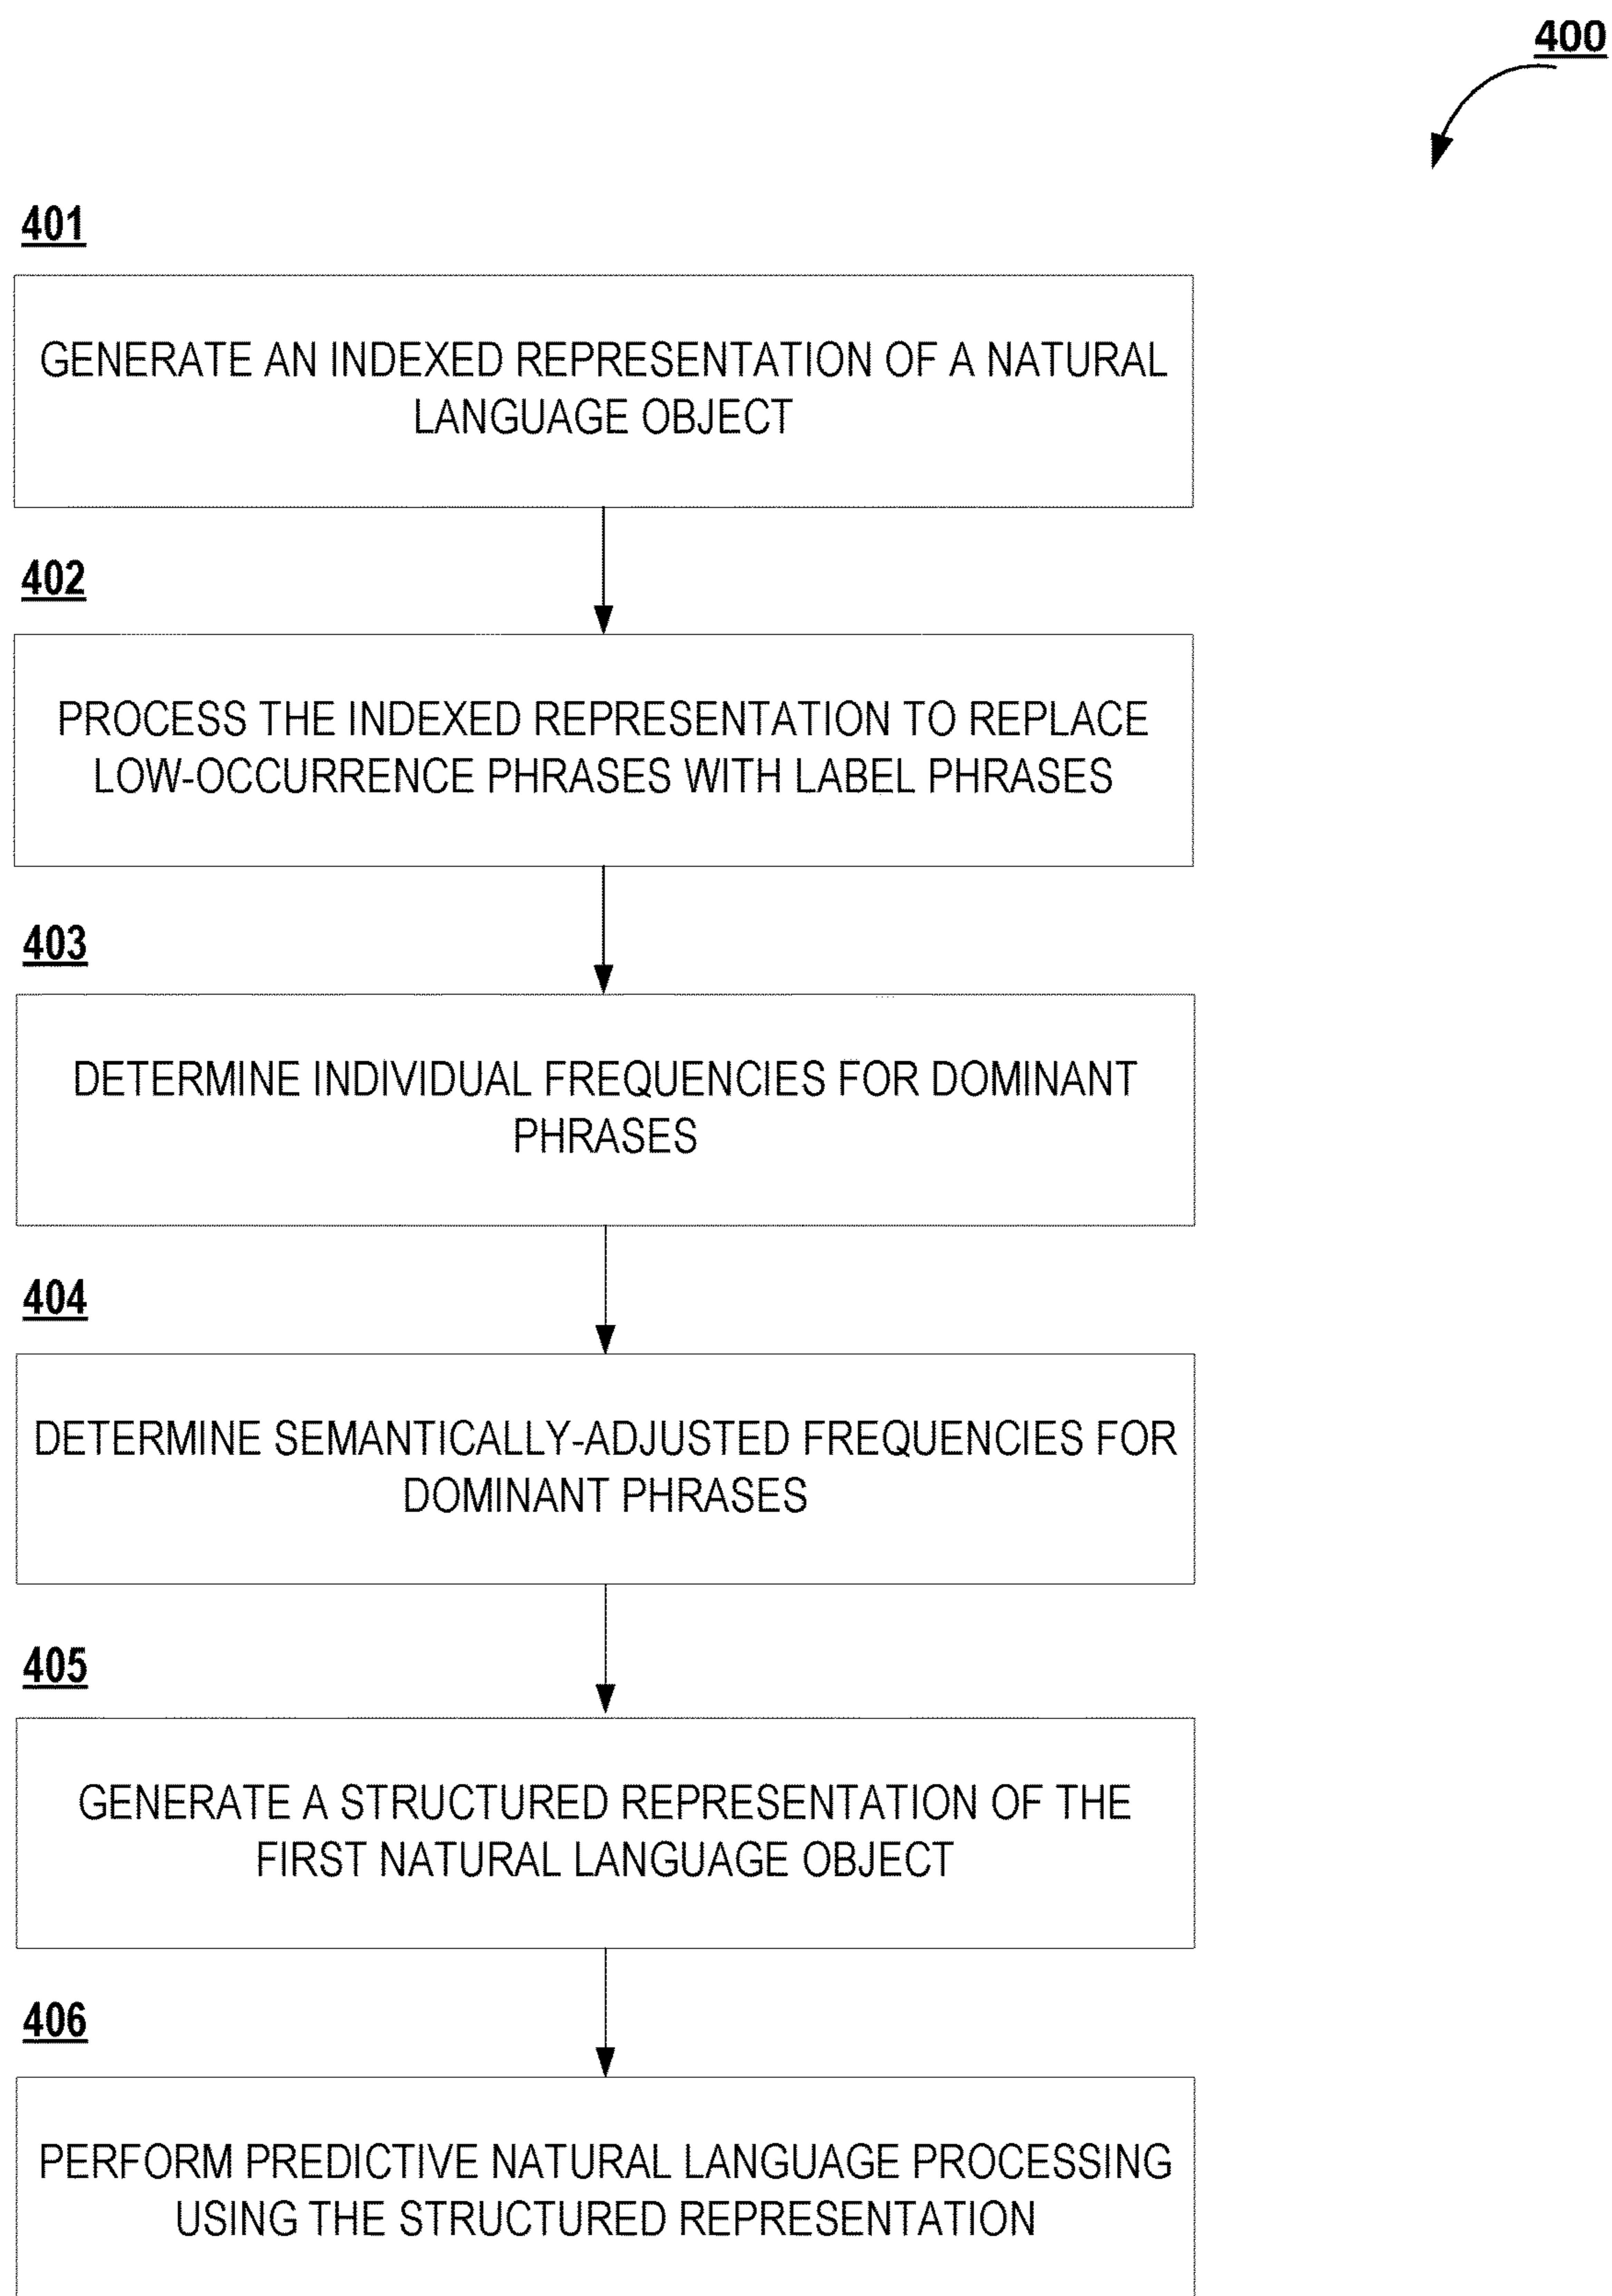 400
401
GENERATE AN INDEXED REPRESENTATION OF A NATURAL
LANGUAGE OBJECT
402
PROCESS THE INDEXED REPRESENTATION TO REPLACE
LOW-OCCURRENCE PHRASES WITH LABEL PHRASES
403
DETERMINE INDIVIDUAL FREQUENCIES FOR DOMINANT
PHRASES
404
DETERMINE SEMANTICALLY-ADJUSTED FREQUENCIES FOR
DOMINANT PHRASES
405
GENERATE A STRUCTURED REPRESENTATION OF THE
FIRST NATURAL LANGUAGE OBJECT
406
PERFORM PREDICTIVE NATURAL LANGUAGE PROCESSING
USING THE STRUCTURED REPRESENTATION